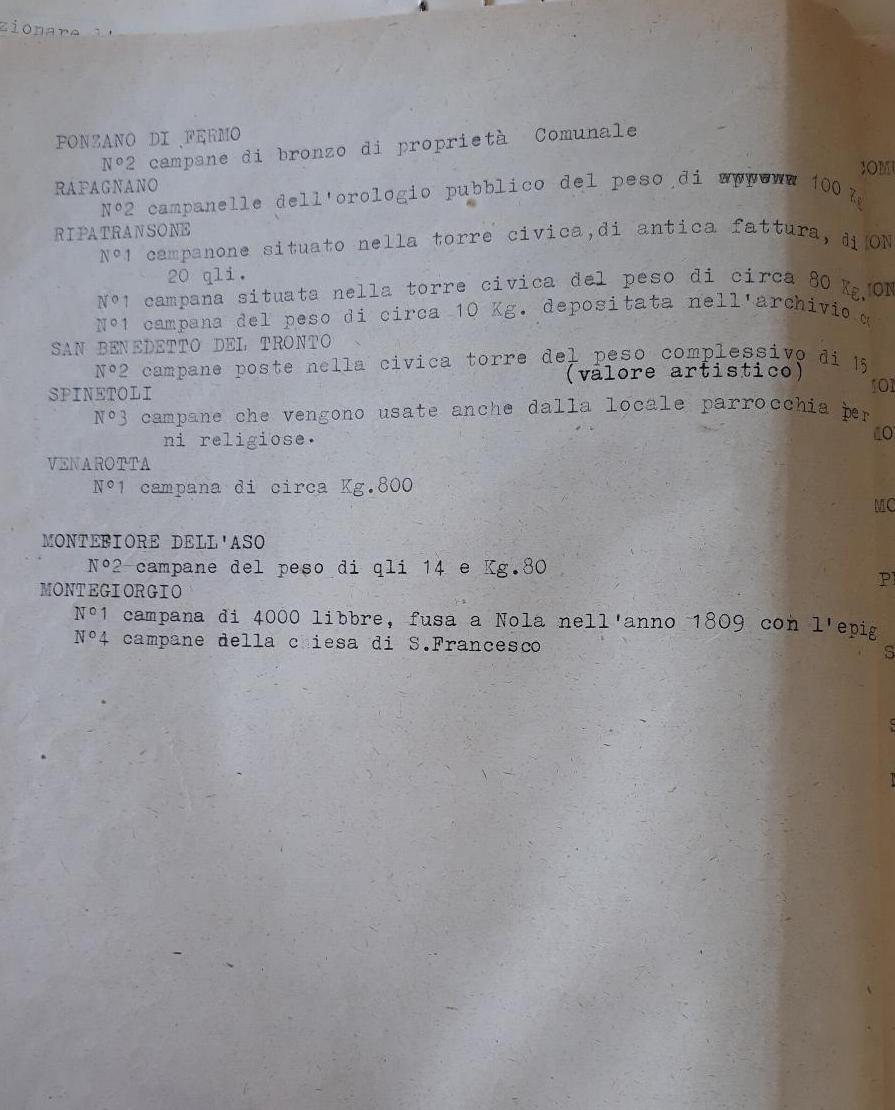 zionare l'
PONZANO DI FERMO
N°2 campane di bronzo di proprietà Comunale
RAPAGNANO
N°2 campanelle dell'orologio pubblico del peso di 100 Kg
RIPATRANSONE
N°1 campanone situato nella torre civica,di antica fattura, di
20 qli.
N°1 campana situata nella torre civica del peso di circa 80 Kg.
N°1 campana del peso di circa 10 Kg. depositata nell'archivio
SAN BENEDETTO DEL TRONTO
N°2 campane poste nella civica torre del peso complessivo di 15
(valore artistico)
SPINETOLI
N°3 campane che vengono usate anche dalla locale parrocchia per
ni religiose.
VENAROTTA
N°1 campana di circa Kg.800
MONTEFIORE DELL'ASO
N°2 campane del peso di qli 14 e Kg.80
MONTEGIORGIO
N°1 campana di 4000 libbre, fusa a Nola nell'anno 1809 con l'epig
N°4 campane della c iesa di S.Francesco